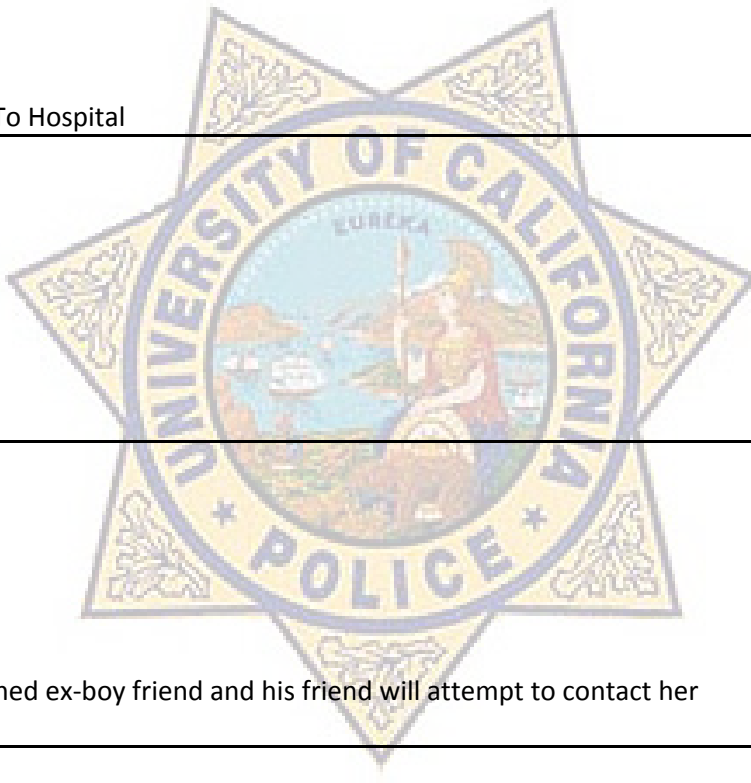 To Hospital
EUREKA
UNIVERSITY OF CALIFORNIA
POLICE
ned ex-boy friend and his friend will attempt to contact her